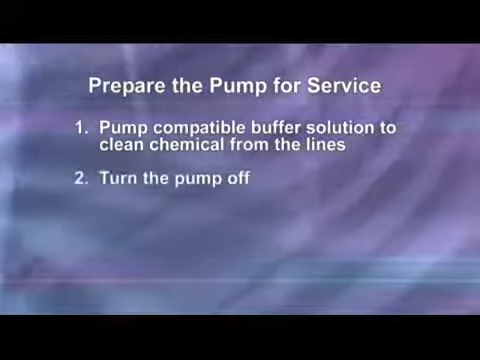 Prepare the Pump for Service
1. Pump compatible buffer solution to
clean chemical from the lines
2. Turn the pump off